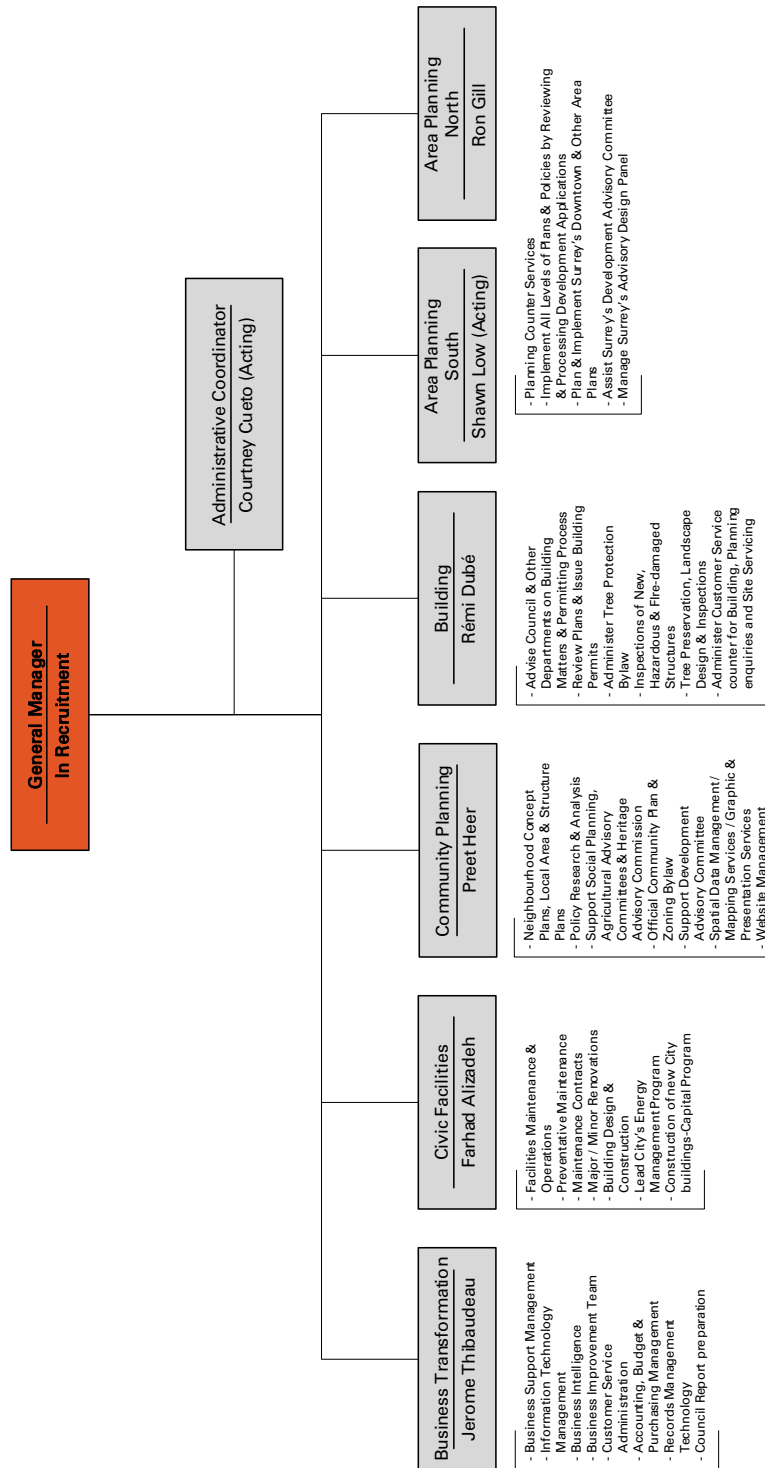 General Manager
In Recruitment
Administrative Coordinator
Courtney Cueto (Acting)
Business Transformation
Jerome Thibaudeau
- Business Support Management
- Information Technology
Management
- Business Intelligence
- Business Improvement Team
- Customer Service
Administration
- Accounting, Budget &
Purchasing Management
- Records Management
Technology
- Council Report preparation
Civic Facilities
Farhad Alizadeh
- Facilities Maintenance &
Operations
- Preventative Maintenance
- Maintenance Contracts
- Major / Minor Renovations
- Building Design &
Construction
- Lead City's Energy
Management Program
- Construction of new City
buildings-Capital Program
Community Planning
Preet Heer
- Neighbourhood Concept
Plans, Local Area & Structure
Plans
- Policy Research & Analysis
- Support Social Planning,
Agricultural Advisory
Committees & Heritage
Advisory Commission
- Official Community Plan &
Zoning Bylaw
- Support Development
Advisory Committee
- Spatial Data Management /
Mapping Services / Graphic &
Presentation Services
- Website Management
Building
Rémi Dubé
- Advise Council & Other
Departments on Building
Matters & Permitting Process
- Review Plans & Issue Building
Permits
- Administer Tree Protection
Bylaw
- Inspections of New,
Hazardous & FIre-damaged
Structures
- Tree Preservation, Landscape
Design & Inspections
- Administer Customer Service
counter for Building, Planning
enquiries and Site Servicing
Area Planning
South
Shawn Low (Acting)
Area Planning
North
Ron Gill
- Planning Counter Services
- Implement All Levels of Plans & Policies by Reviewing
& Processing Development Applications
- Plan & Implement Surrey's Downtown & Other Area
Plans
- Assist Surrey's Development Advisory Committee
- Manage Surrey's Advisory Design Panel